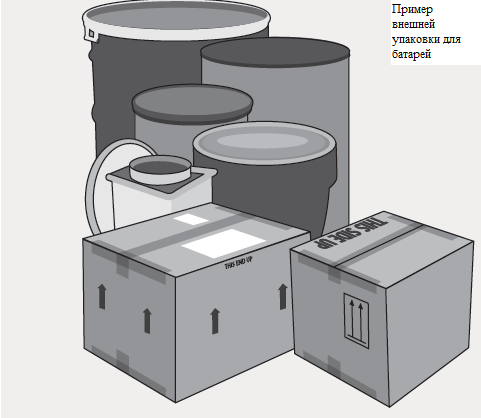 Пример
внешней
упаковки для
батарей
THIS SIDE UP
THIS END UP